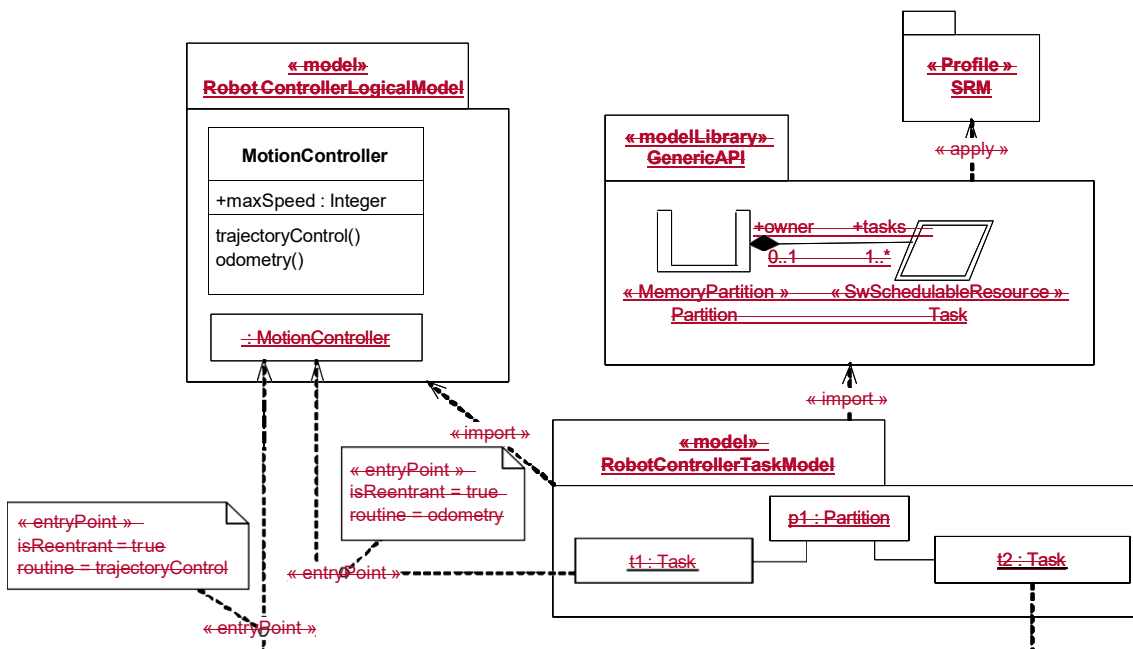 « model»
Robot ControllerLogicalModel
MotionController
+maxSpeed : Integer
trajectoryControl()
odometry()
: MotionController
« Profile »
SRM
« apply»
« modelLibrary»
GenericAPI
+owner +tasks
0..1 1..*
« MemoryPartition » « SwSchedulableResource »
Partition Task
« import»
« import»
« model»
RobotControllerTaskModel
p1 : Partition
t1 : Task
t2 : Task
« entryPoint »
isReentrant = true
routine = odometry
« entryPoint»
« entryPoint »
isReentrant = true
routine = trajectoryControl
« entryPoint»